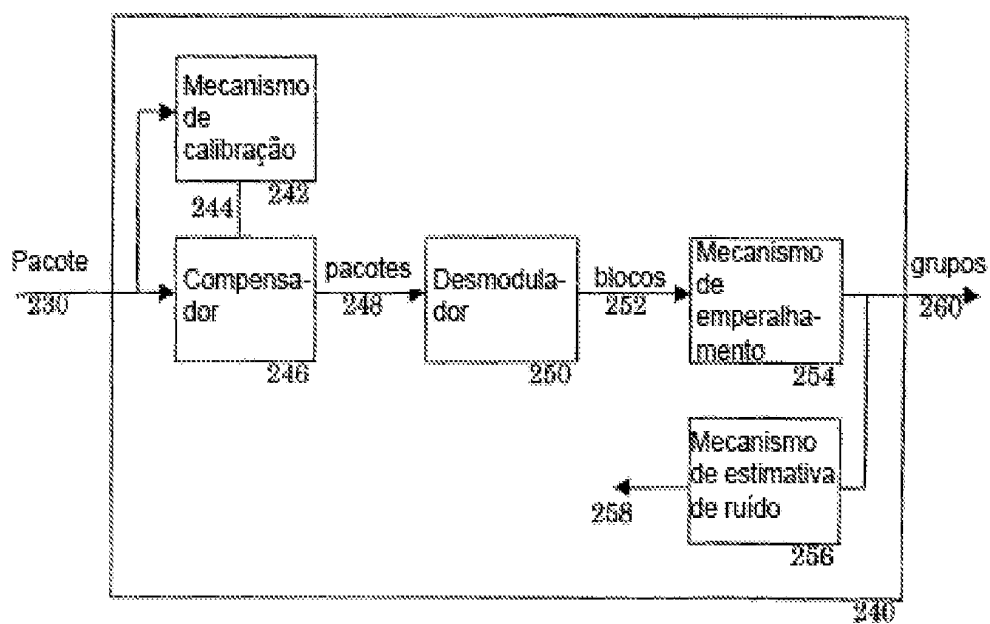 Mecanismo
de
calibração
242
244
Pacote
230
Compensa-
dor
246
pacotes
248
Desmodula-
dor
250
blocos
252
Mecanismo
de
emperalha-
mento
254
grupos
260
Mecanismo
de estimativa
de ruído
256
258
240